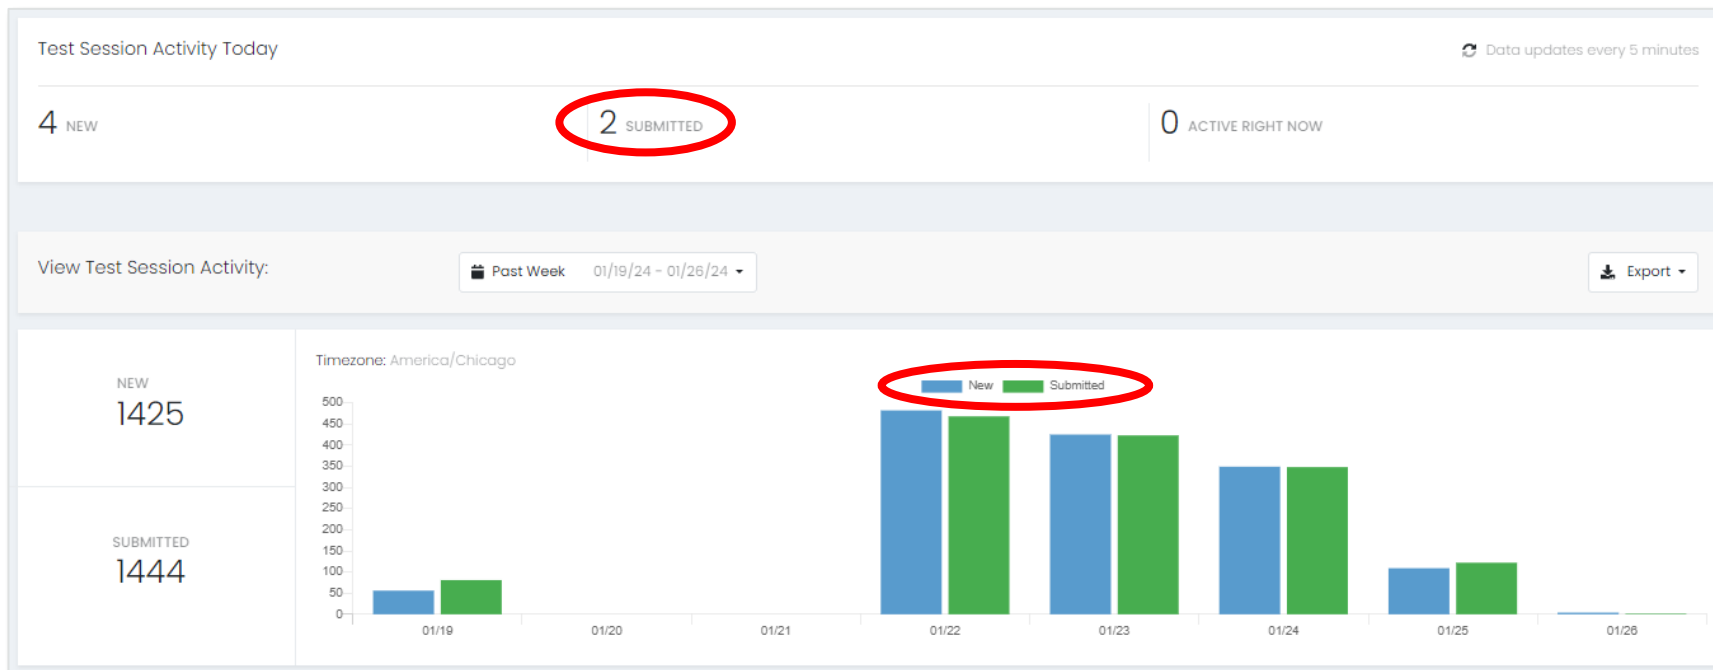 Test Session Activity Today
Data updates every 5 minutes
4 NEW
2 SUBMITTED
0 ACTIVE RIGHT NOW
View Test Session Activity:
Past Week 01/19/24 - 01/26/24
Export
NEW
1425
SUBMITTED
1444
Timezone: America/Chicago
New Submitted
500
450
400
350
300
250
200
150
100
50
0
01/19 01/20 01/21 01/22 01/23 01/24 01/25 01/26